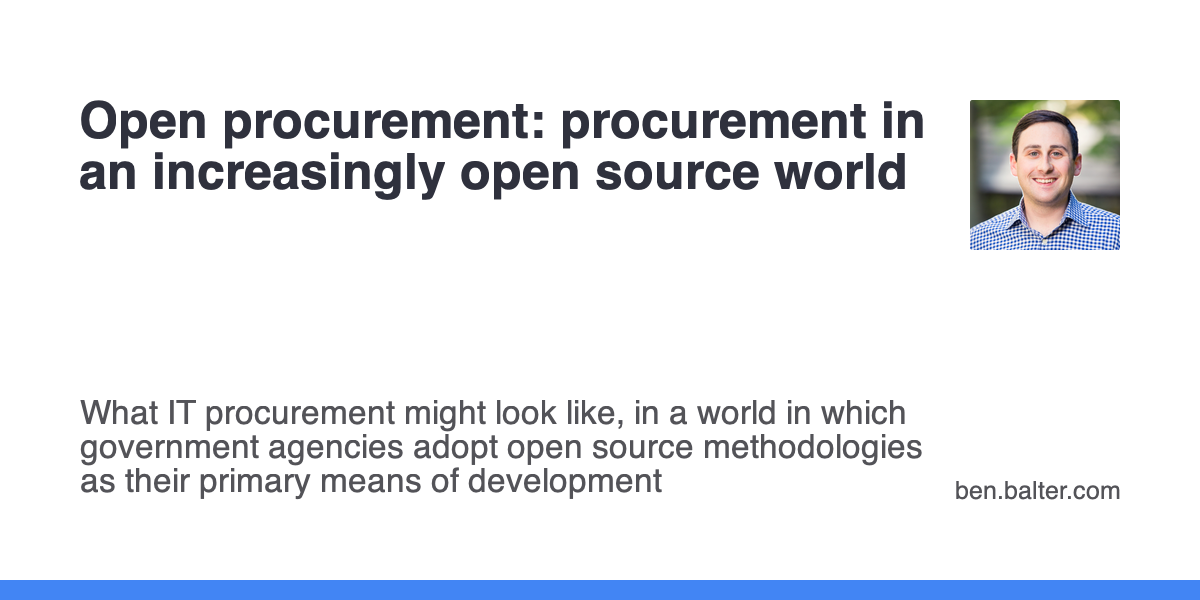 Open procurement: procurement in
an increasingly open source world
What IT procurement might look like, in a world in which
government agencies adopt open source methodologies
as their primary means of development
ben.balter.com